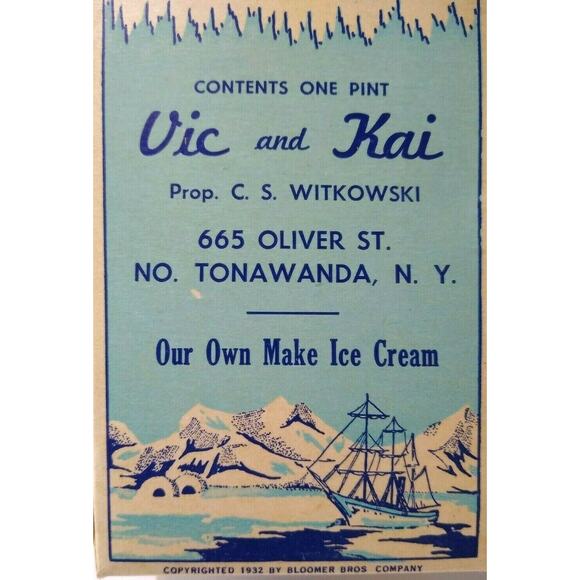 CONTENTS ONE PINT
Vic and Kai
Prop. C. S. WITKOWSKI
665 OLIVER ST.
NO. TONAWANDA, N. Y.
Our Own Make Ice Cream
COPYRIGHTED 1932 BY BLOOMER BROS COMPANY